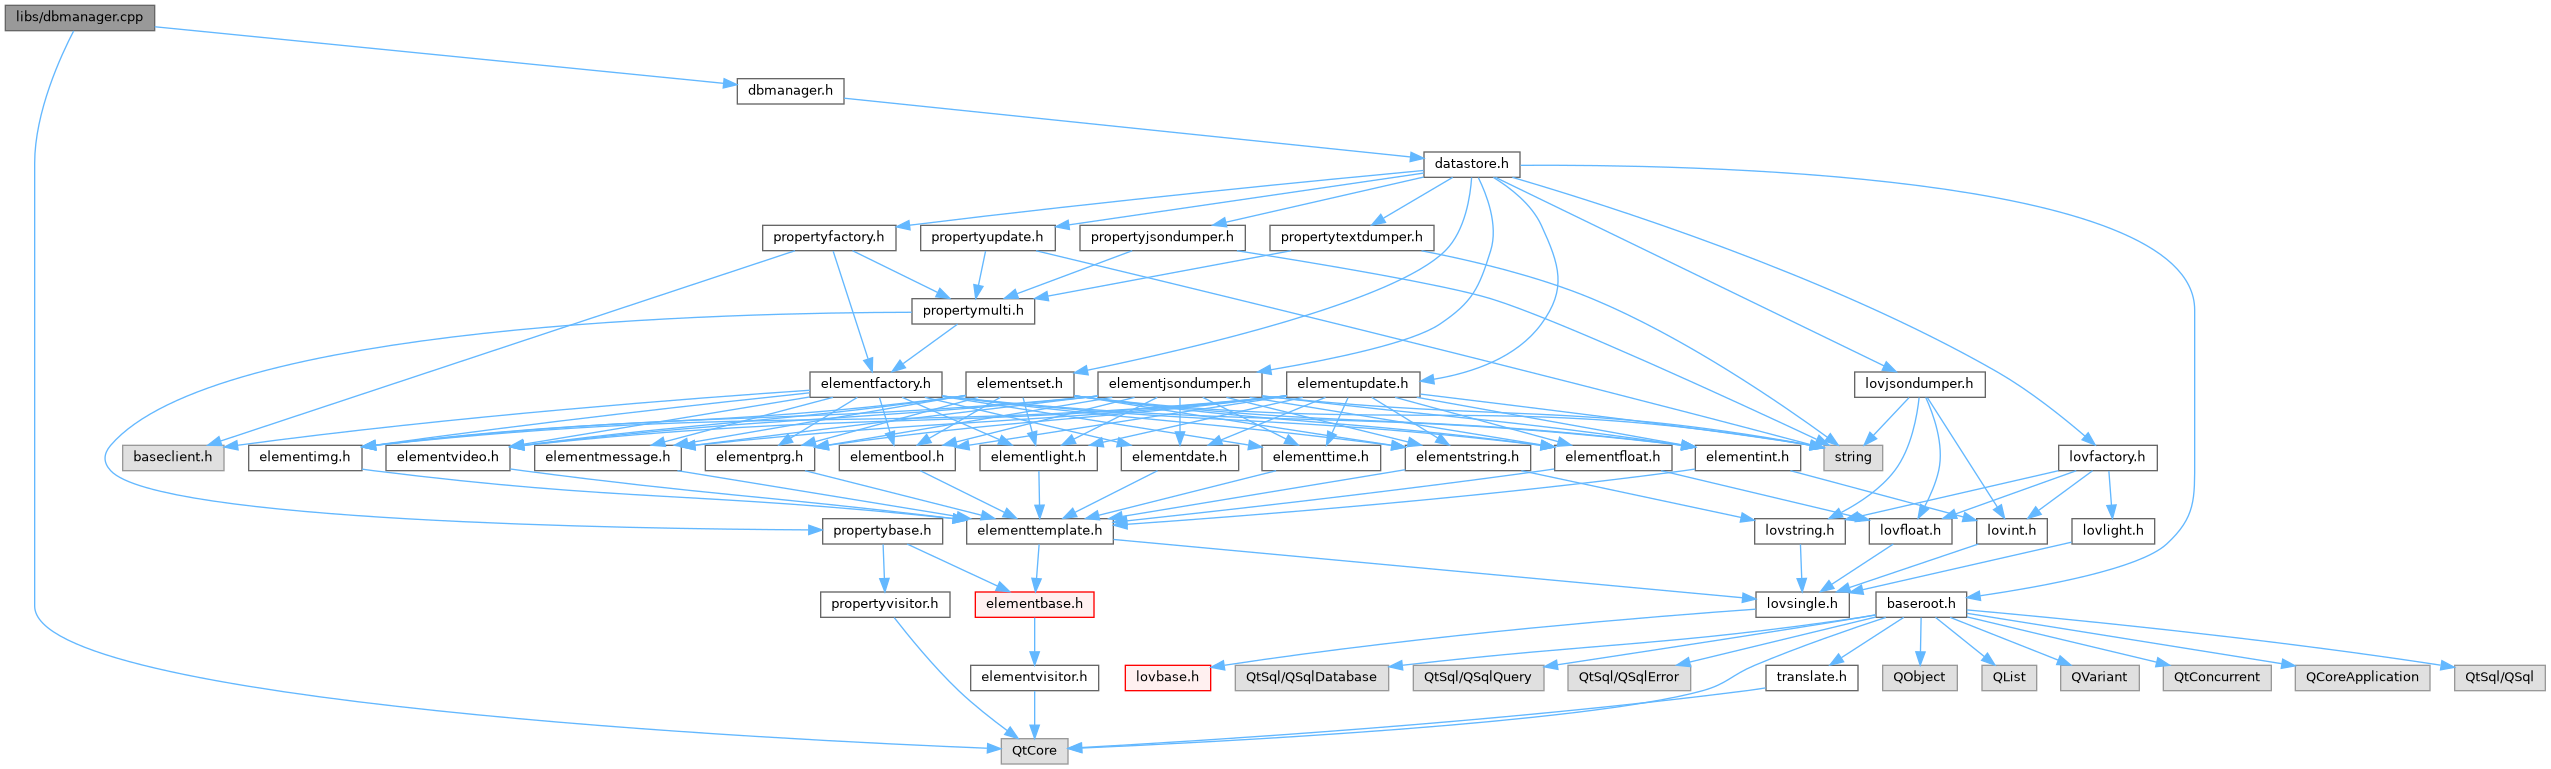 libs/dbmanager.cpp
dbmanager.h
datastore.h
propertyfactory.h
propertyupdate.h
propertyjsondumper.h
propertytextdumper.h
propertymulti.h
elementfactory.h
elementset.h
elementjsondumper.h
elementupdate.h
lovjsondumper.h
baseclient.h
elementimg.h
elementvideo.h
elementmessage.h
elementprg.h
elementbool.h
elementlight.h
elementdate.h
elementtime.h
elementstring.h
elementfloat.h
elementint.h
string
lovfactory.h
propertybase.h
elementtemplate.h
lovstring.h
lovfloat.h
lovint.h
lovlight.h
propertyvisitor.h
elementbase.h
lovsingle.h
baseroot.h
elementvisitor.h
lovbase.h
QtSql/QSqlDatabase
QtSql/QSqlQuery
QtSql/QSqlError
translate.h
QObject
QList
QVariant
QtConcurrent
QCoreApplication
QtSql/QSql
QtCore